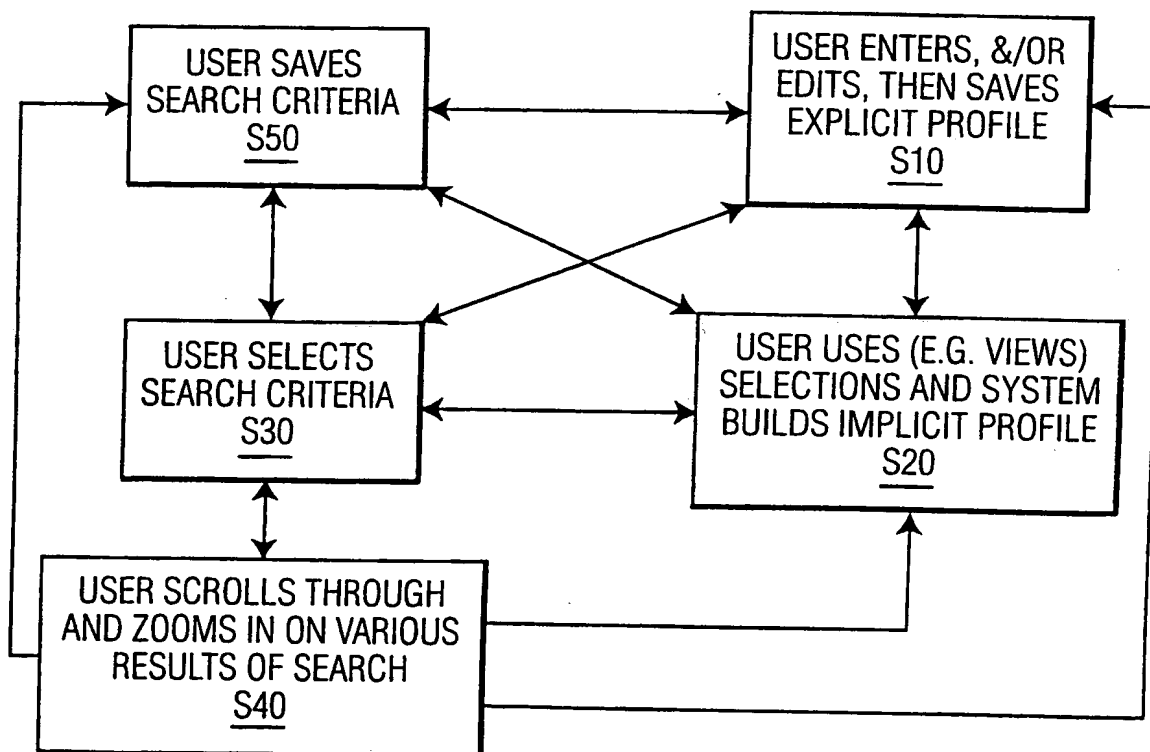 USER SAVES
SEARCH CRITERIA
S50
USER ENTERS, &/OR
EDITS, THEN SAVES
EXPLICIT PROFILE
S10
USER SELECTS
SEARCH CRITERIA
S30
USER USES (E.G. VIEWS)
SELECTIONS AND SYSTEM
BUILDS IMPLICIT PROFILE
S20
USER SCROLLS THROUGH
AND ZOOMS IN ON VARIOUS
RESULTS OF SEARCH
S40